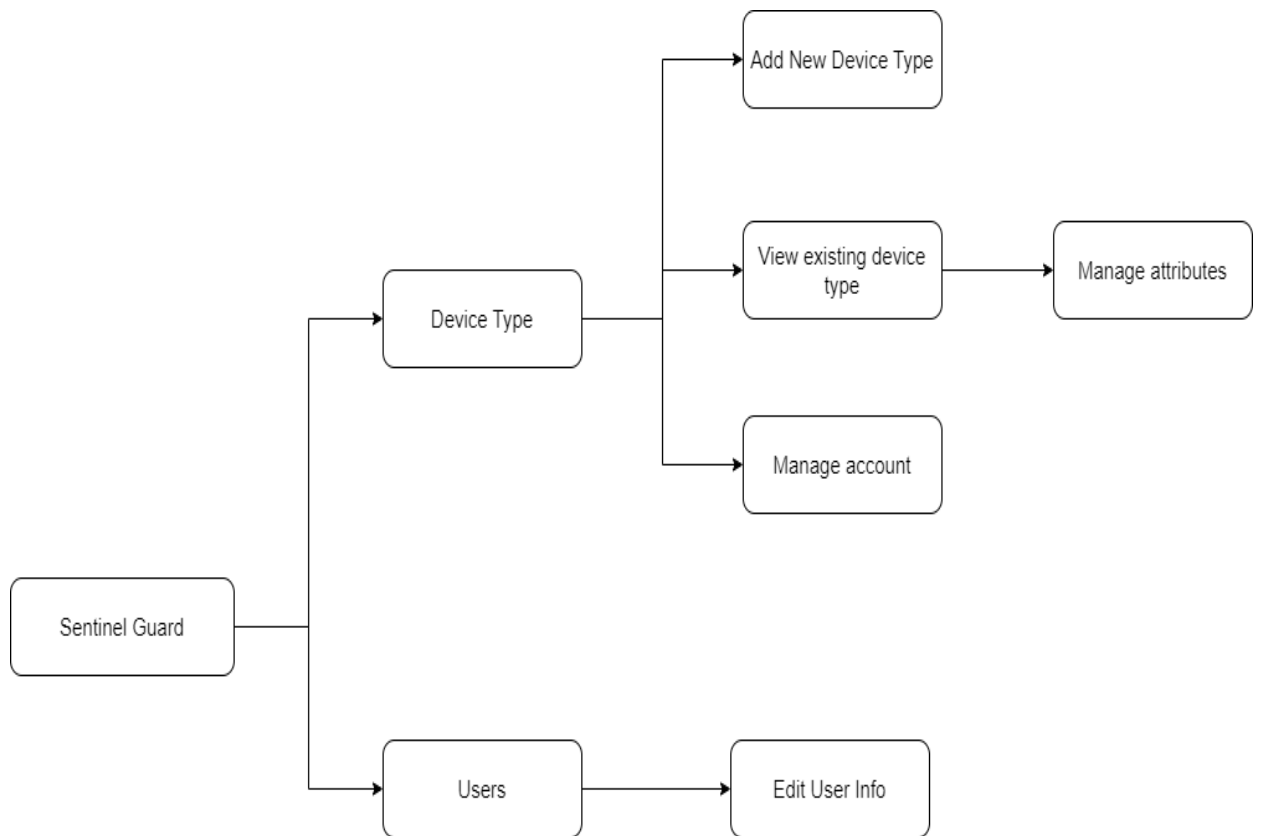 Add New Device Type
View existing device
type
Manage attributes
Device Type
Manage account
Sentinel Guard
Users
Edit User Info